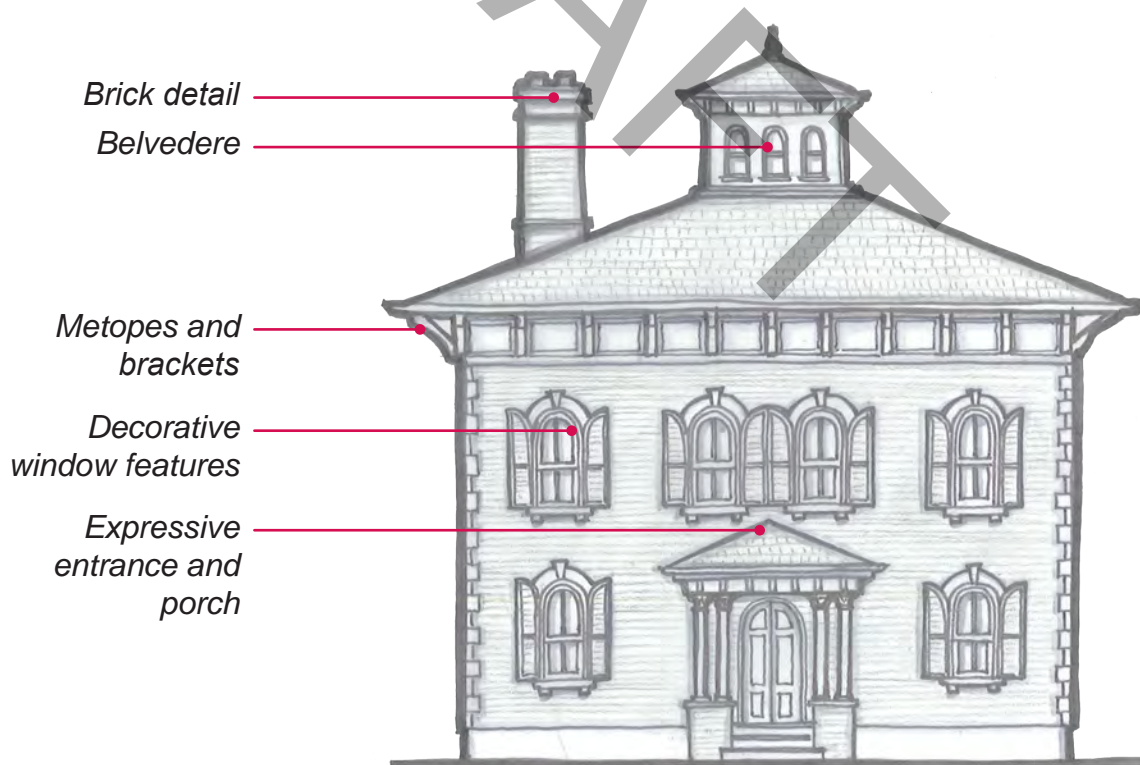 Brick detail
Belvedere
Metopes and
brackets
Decorative
window features
Expressive
entrance and
porch